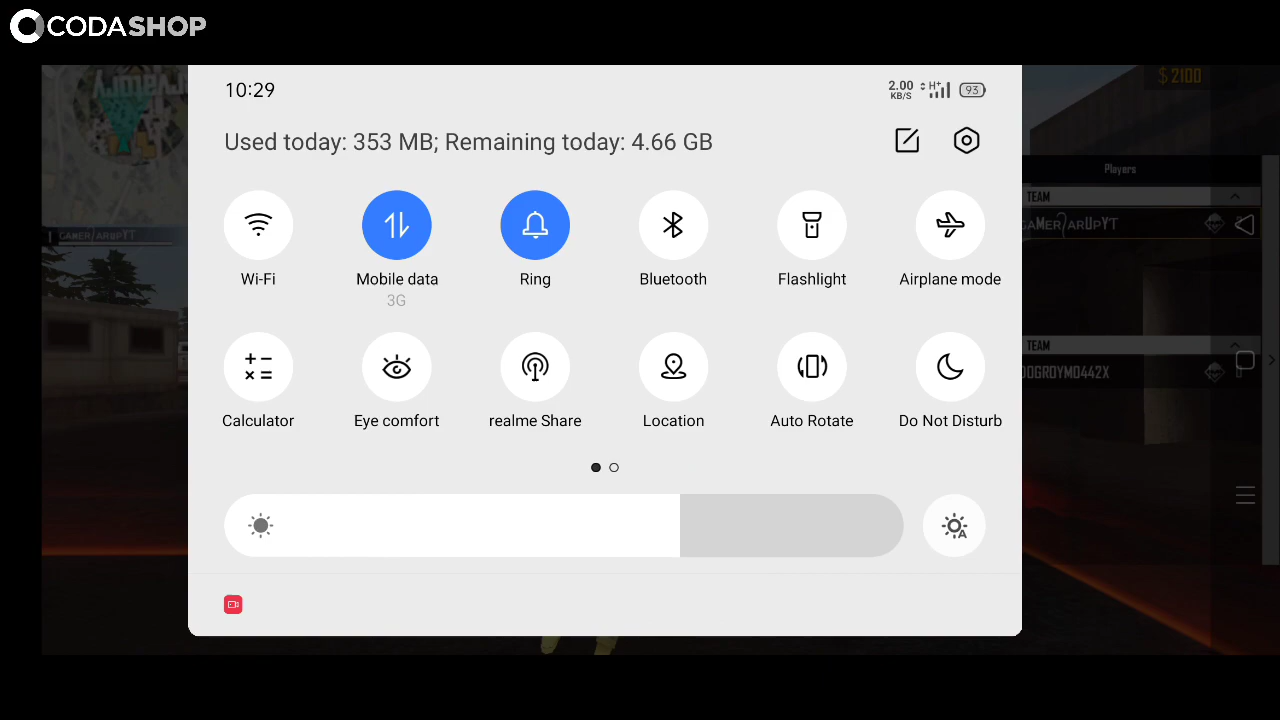 CODASHOP
10:29
2.00
KB/S
H+
93
$ 2100
Used today: 353 MB; Remaining today: 4.66 GB
Players
TEAM
GAMER/ARUPYT
Wi-Fi
Mobile data
3G
Ring
Bluetooth
Flashlight
Airplane mode
TEAM
Calculator
Eye comfort
realme Share
Location
Auto Rotate
Do Not Disturb
A